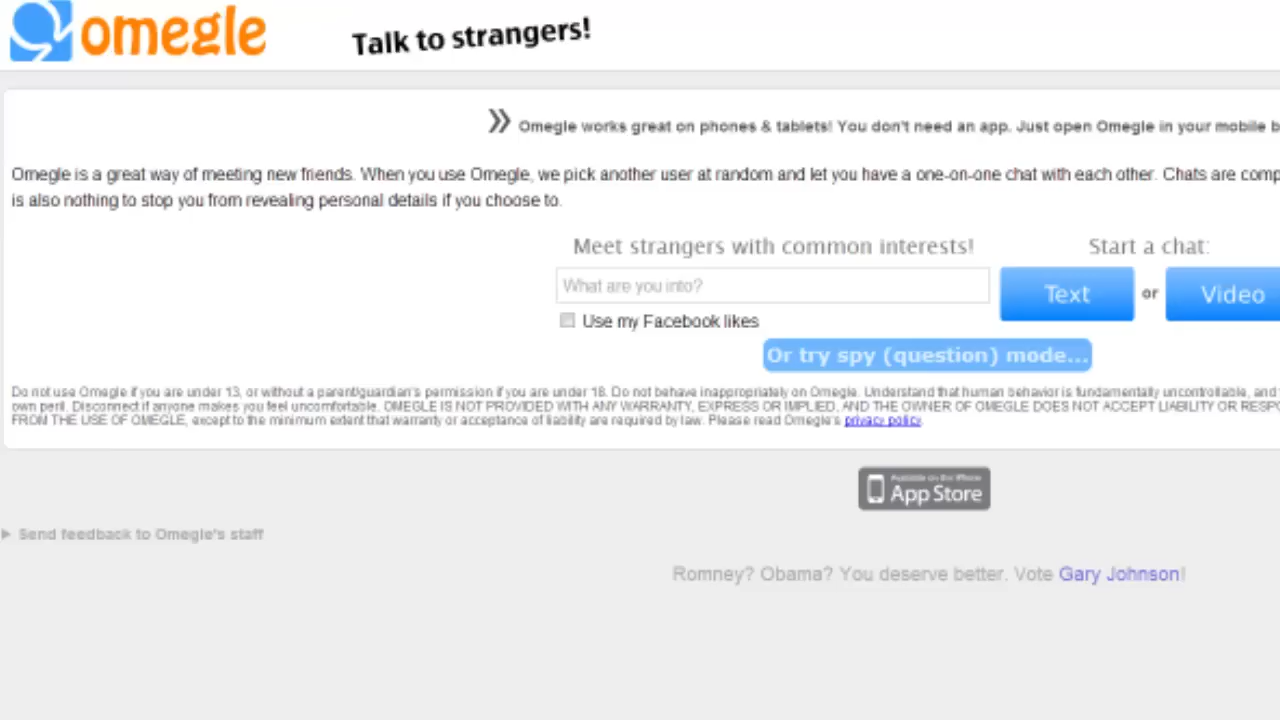 omegle
Talk to strangers!
Omegle works great on phones & tablets! You don't need an app. Just open Omegle in your mobile b
Omegle is a great way of meeting new friends. When you use Omegle, we pick another user at random and let you have a one-on-one chat with each other. Chats are comp
is also nothing to stop you from revealing personal details if you choose to.
Meet strangers with common interests!
Start a chat:
What are you into?
Text or Video
Use my Facebook likes
Or try spy (question) mode...
Do not use Omegle if you are under 13, or without a parent/guardian's permission if you are under 18. Do not behave inappropriately on Omegle. Understand that human behavior is fundamentally uncontrollable, and
own peril. Disconnect if anyone makes you feel uncomfortable. OMEGLE IS NOT PROVIDED WITH ANY WARRANTY, EXPRESS OR IMPLIED, AND THE OWNER OF OMEGLE DOES NOT ACCEPT LIABILITY OR RESPO
FROM THE USE OF OMEGLE, except to the minimum extent that warranty or acceptance of liability are required by law. Please read Omegle's privacy policy.
Available on the iPhone
App Store
Send feedback to Omegle's staff
Romney? Obama? You deserve better. Vote Gary Johnson!